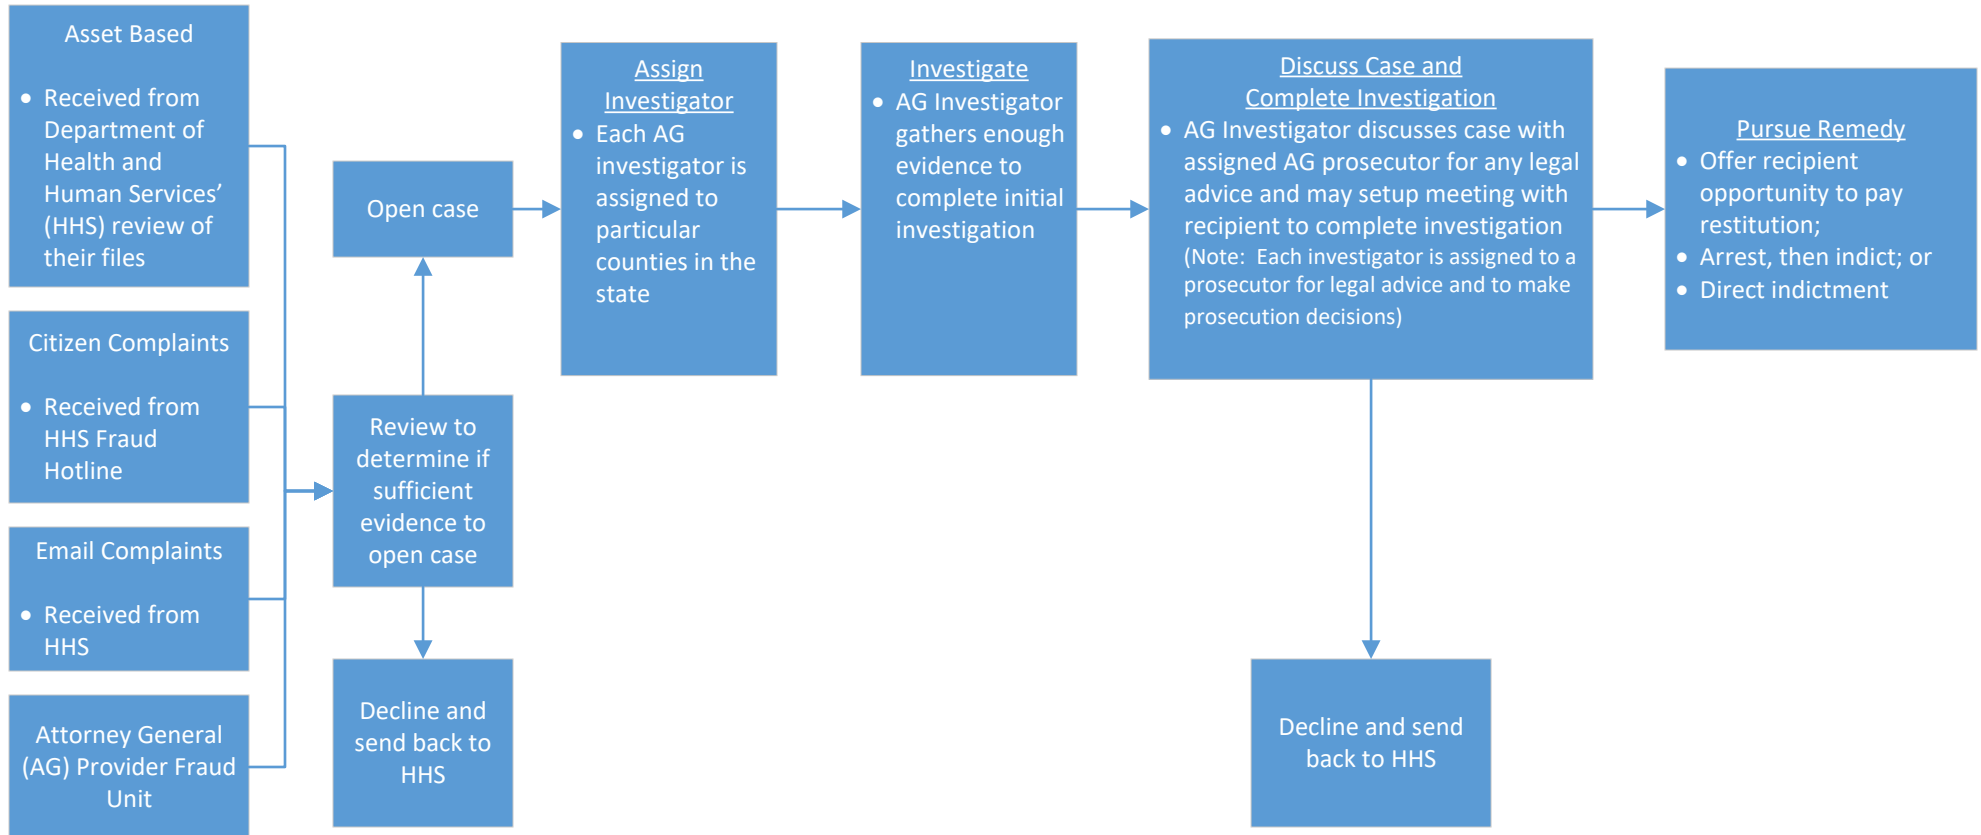 Asset Based
• Received from
Department of
Health and
Human Services’
(HHS) review of
their files
Citizen Complaints
• Received from
HHS Fraud
Hotline
Email Complaints
• Received from
HHS
Attorney General
(AG) Provider Fraud
Unit
Review to
determine if
sufficient
evidence to
open case
Open case
Decline and
send back to
HHS
Assign
Investigator
• Each AG
investigator is
assigned to
particular
counties in the
state
Investigate
• AG Investigator
gathers enough
evidence to
complete initial
investigation
Discuss Case and
Complete Investigation
• AG Investigator discusses case with
assigned AG prosecutor for any legal
advice and may setup meeting with
recipient to complete investigation
(Note: Each investigator is assigned to a
prosecutor for legal advice and to make
prosecution decisions)
Decline and send
back to HHS
Pursue Remedy
• Offer recipient
opportunity to pay
restitution;
• Arrest, then indict; or
• Direct indictment